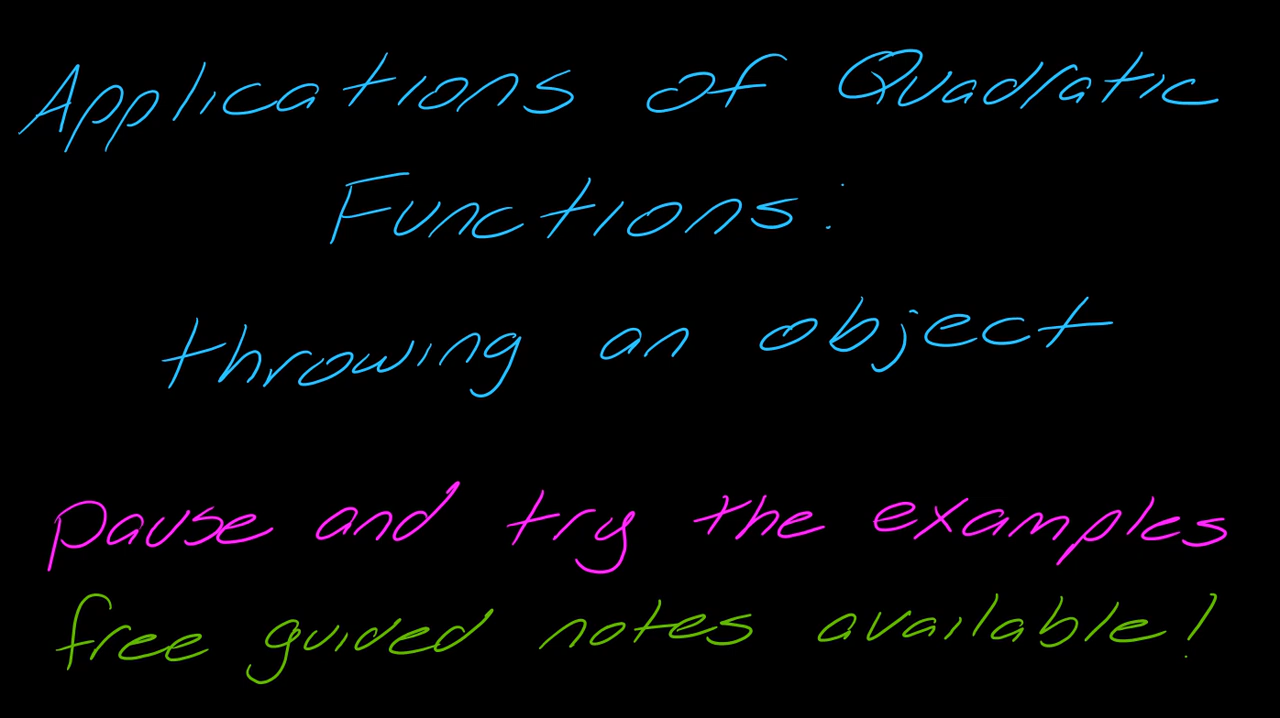 Applications of Quadratic
Functions:
throwing an object
pause and try the examples
free guided notes available!